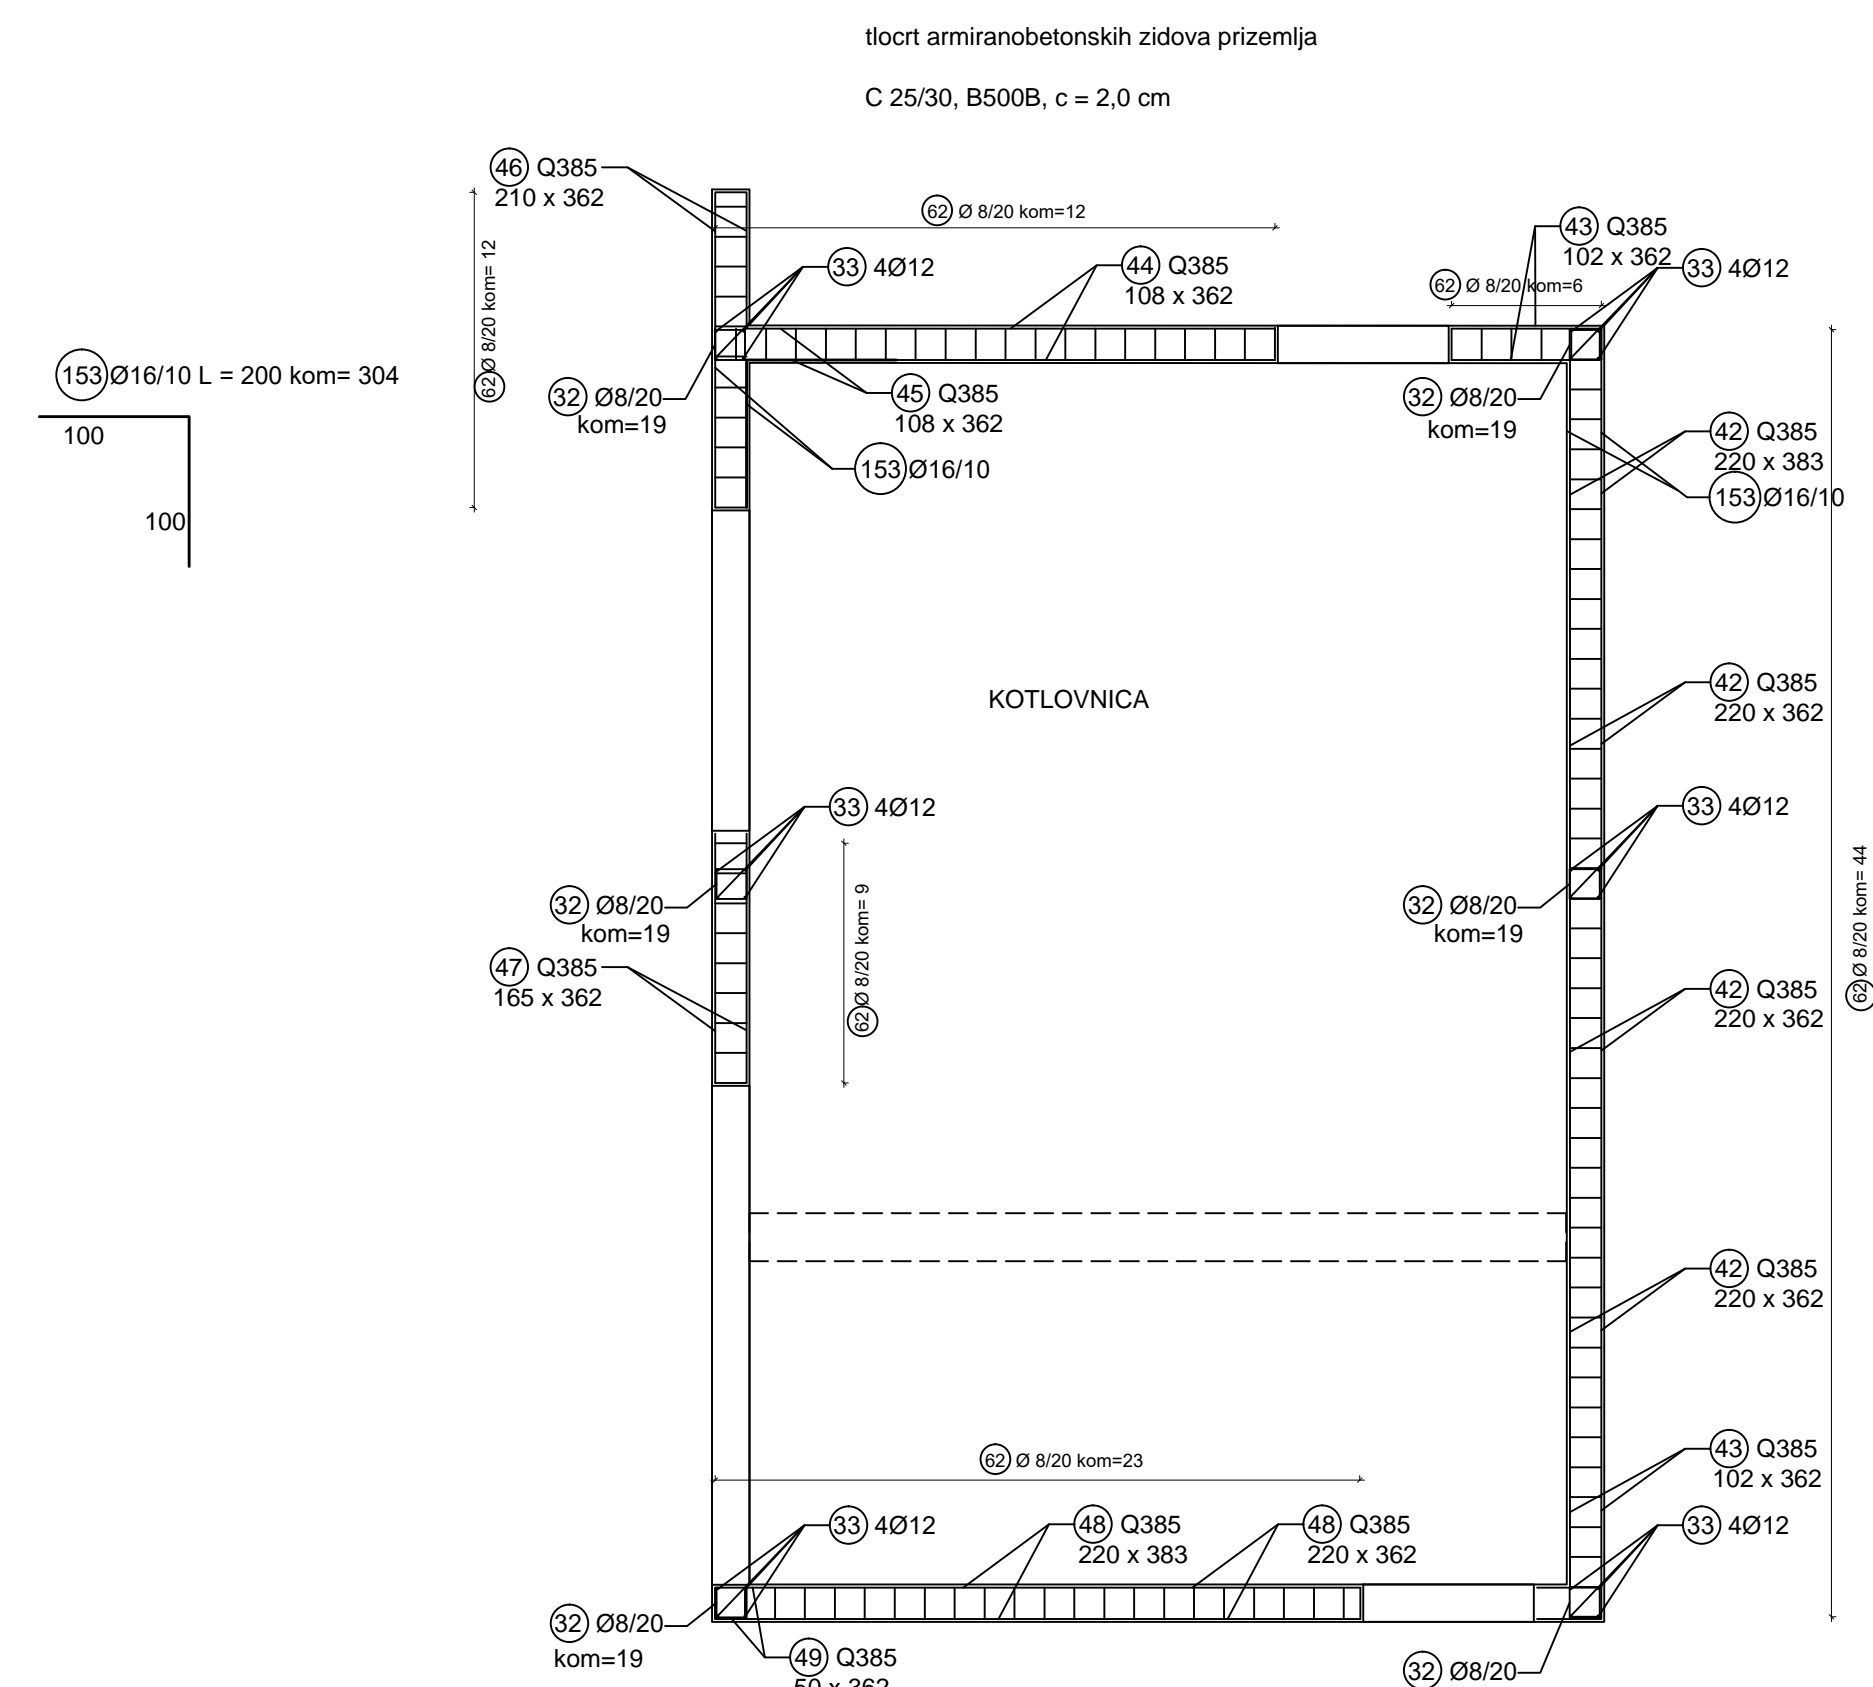 tlocrt armiranobetonskih zidova prizemlja
C 25/30, B500B, c = 2,0 cm
46 Q385
210 x 362
62 Ø 8/20 kom=12
43 Q385
102 x 362
62 Ø 8/20 kom= 12
33 4Ø12
44 Q385
108 x 362
62 Ø 8/20 kom=6
33 4Ø12
153 Ø16/10 L = 200 kom= 304
100
100
32 Ø8/20
kom=19
45 Q385
108 x 362
32 Ø8/20
kom=19
42 Q385
220 x 383
153 Ø16/10
153 Ø16/10
KOTLOVNICA
42 Q385
220 x 362
33 4Ø12
33 4Ø12
32 Ø8/20
kom=19
62 Ø 8/20 kom= 9
32 Ø8/20
kom=19
62 Ø 8/20 kom= 44
47 Q385
165 x 362
42 Q385
220 x 362
42 Q385
220 x 362
62 Ø 8/20 kom=23
43 Q385
102 x 362
33 4Ø12
48 Q385
220 x 383
48 Q385
220 x 362
33 4Ø12
32 Ø8/20
kom=19
49 Q385
50 x 362
32 Ø8/20